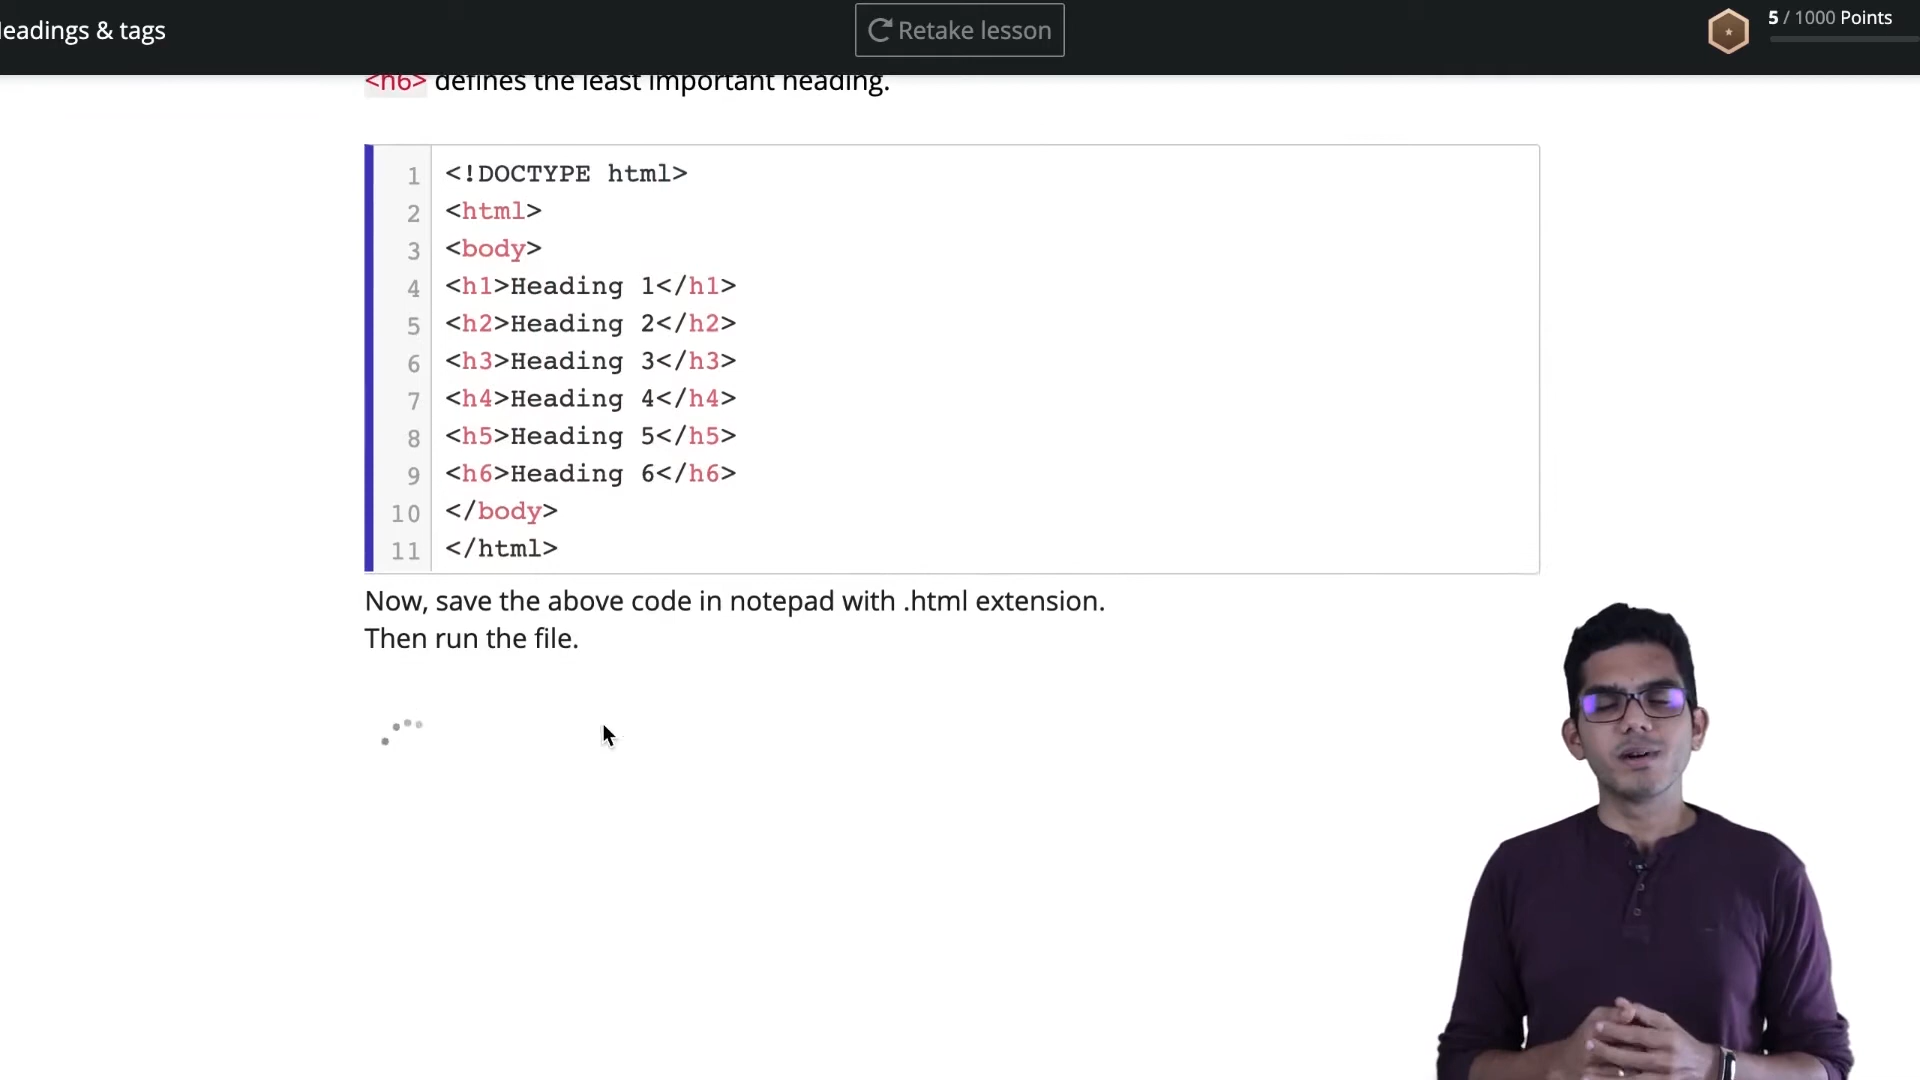 eadings & tags
Retake lesson
5 / 1000 Points
<h6> defines the least important heading.
1 <!DOCTYPE html>
2 <html>
3 <body>
4 <h1>Heading 1</h1>
5 <h2>Heading 2</h2>
6 <h3>Heading 3</h3>
7 <h4>Heading 4</h4>
8 <h5>Heading 5</h5>
9 <h6>Heading 6</h6>
10 </body>
11 </html>
Now, save the above code in notepad with .html extension.
Then run the file.